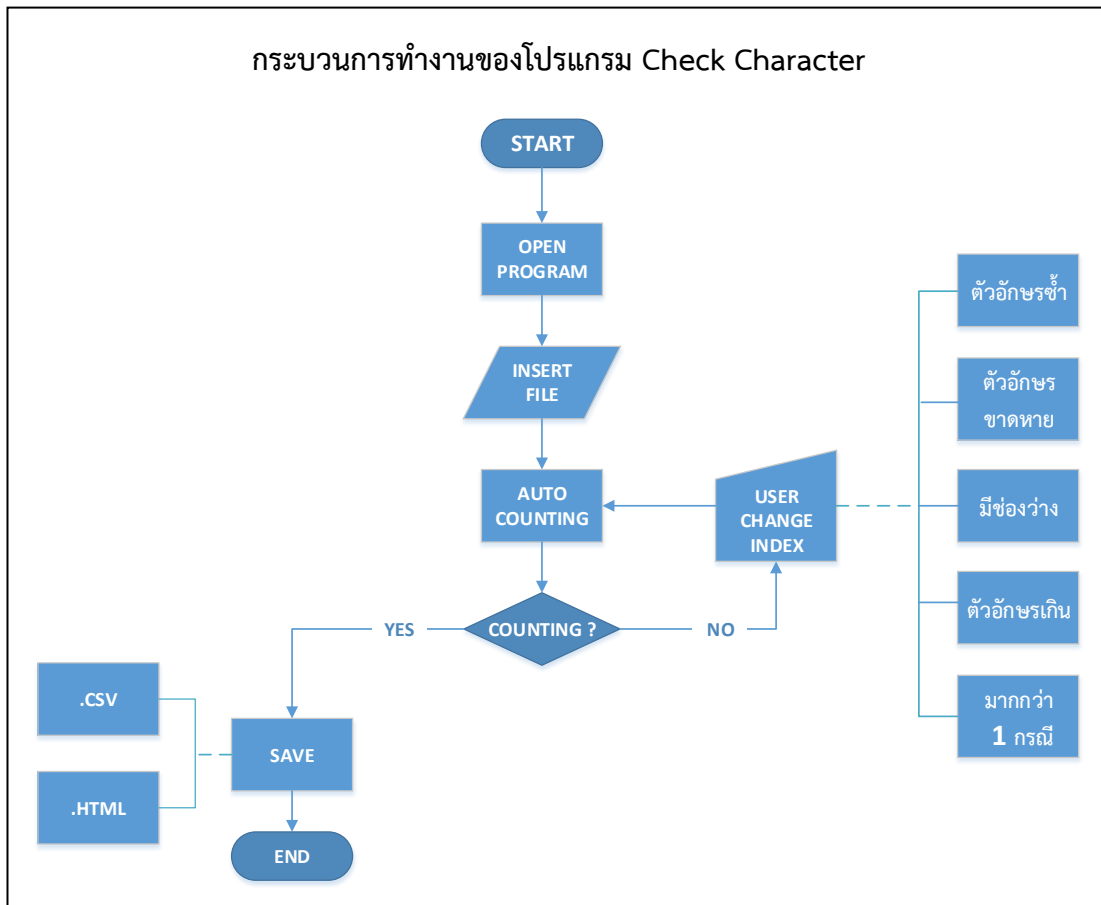 กระบวนการทำงานของโปรแกรม Check Character
START
OPEN
PROGRAM
INSERT
FILE
AUTO
COUNTING
USER
CHANGE
INDEX
COUNTING ?
YES
NO
ตัวอักษรซ้ำ
ตัวอักษร
ขาดหาย
มีช่องว่าง
ตัวอักษรเกิน
มากกว่า
1 กรณี
.CSV
.HTML
SAVE
END